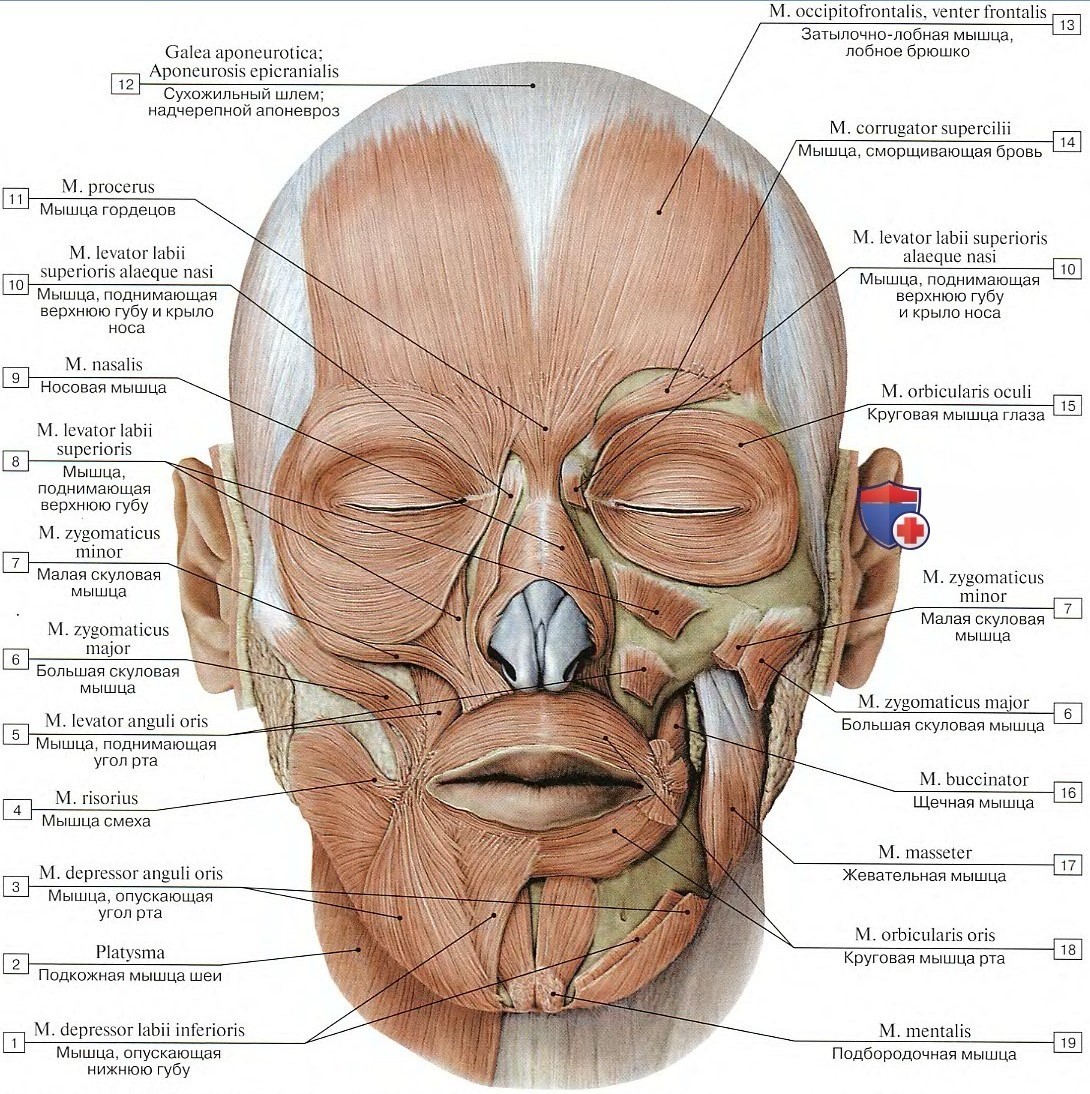 Galea aponeurotica;
Aponeurosis epicranialis
12
Сухожильный шлем;
надчерепной апоневроз
M. procerus
11
Мышца гордецов
M. levator labii
superioris alaeque nasi
10
Мышца, поднимающая
верхнюю губу и крыло
носа
M. nasalis
9
Носовая мышца
M. levator labii
superioris
8
Мышца,
поднимающая
верхнюю губу
M. zygomaticus
minor
7
Малая скуловая
мышца
M. zygomaticus
major
6
Большая скуловая
мышца
M. levator anguli oris
5
Мышца, поднимающая
угол рта
M. risorius
4
Мышца смеха
M. depressor anguli oris
3
Мышца, опускающая
угол рта
Platysma
2
Подкожная мышца шеи
M. depressor labii inferioris
1
Мышца, опускающая
нижнюю губу
M. occipitofrontalis, venter frontalis
13
Затылочно-лобная мышца,
лобное брюшко
M. corrugator supercilii
14
Мышца, сморщивающая бровь
M. levator labii superioris
alaeque nasi
10
Мышца, поднимающая
верхнюю губу
и крыло носа
M. orbicularis oculi
15
Круговая мышца глаза
M. zygomaticus
minor
7
Малая скуловая
мышца
M. zygomaticus major
6
Большая скуловая мышца
M. buccinator
16
Щечная мышца
M. masseter
17
Жевательная мышца
M. orbicularis oris
18
Круговая мышца рта
M. mentalis
19
Подбородочная мышца